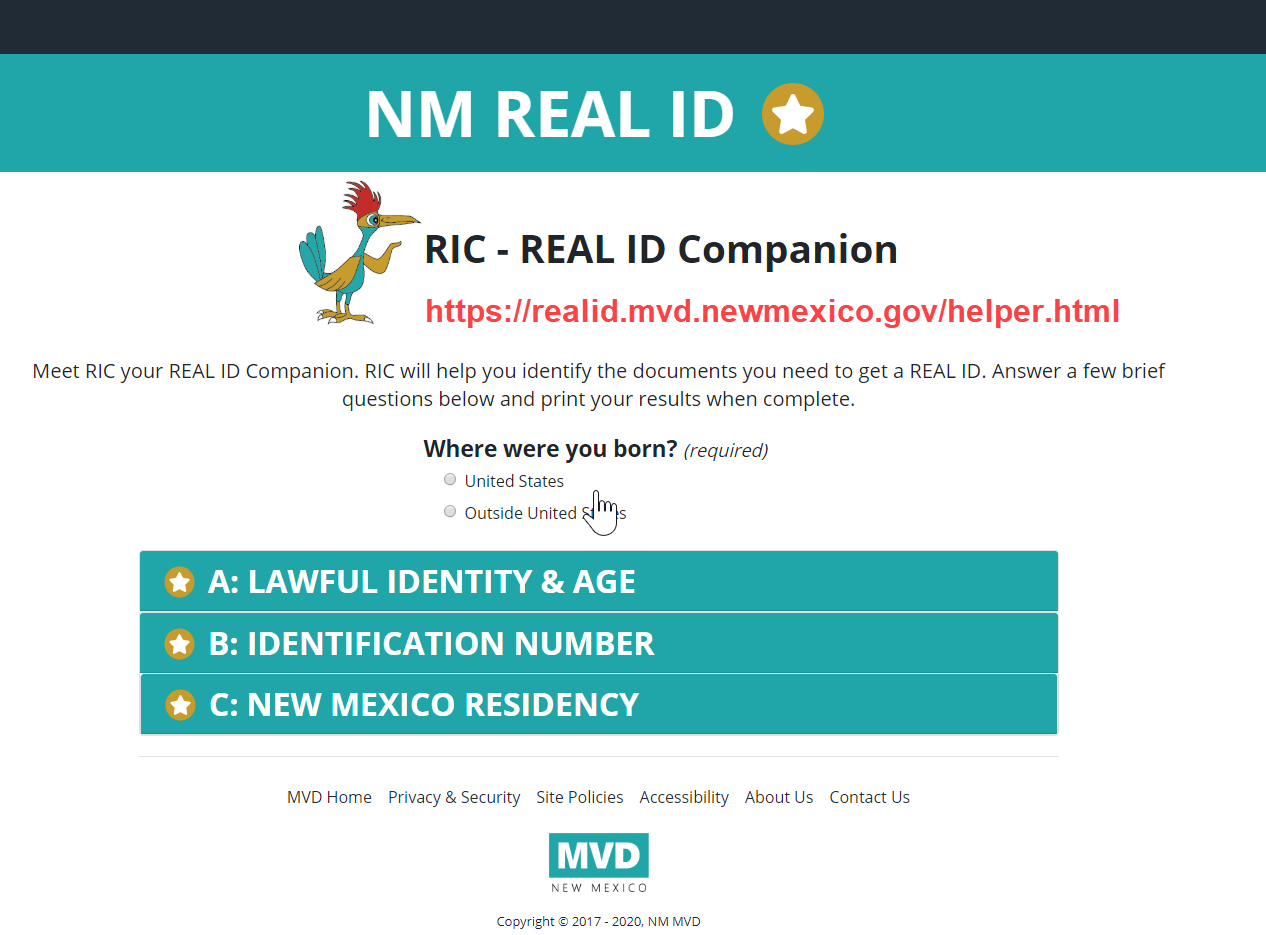 NM REAL ID
RIC - REAL ID Companion
https://realid.mvd.newmexico.gov/helper.html
Meet RIC your REAL ID Companion. RIC will help you identify the documents you need to get a REAL ID. Answer a few brief
questions below and print your results when complete.
Where were you born? (required)
United States
Outside United States
A: LAWFUL IDENTITY & AGE
B: IDENTIFICATION NUMBER
C: NEW MEXICO RESIDENCY
MVD Home Privacy & Security Site Policies Accessibility About Us Contact Us
MVD
NEW MEXICO
Copyright © 2017 - 2020, NM MVD